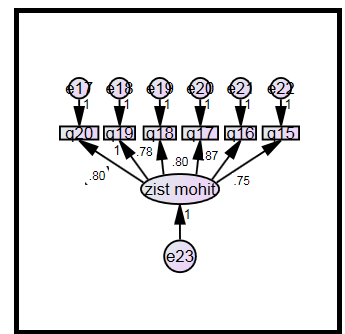 e17 e18 e19 e20 e21 e22
1 1 1 1 1 1
q20 q19 q18 q17 q16 q15
1 .78 .80 .87 .80 .75
zist mohit
1
e23